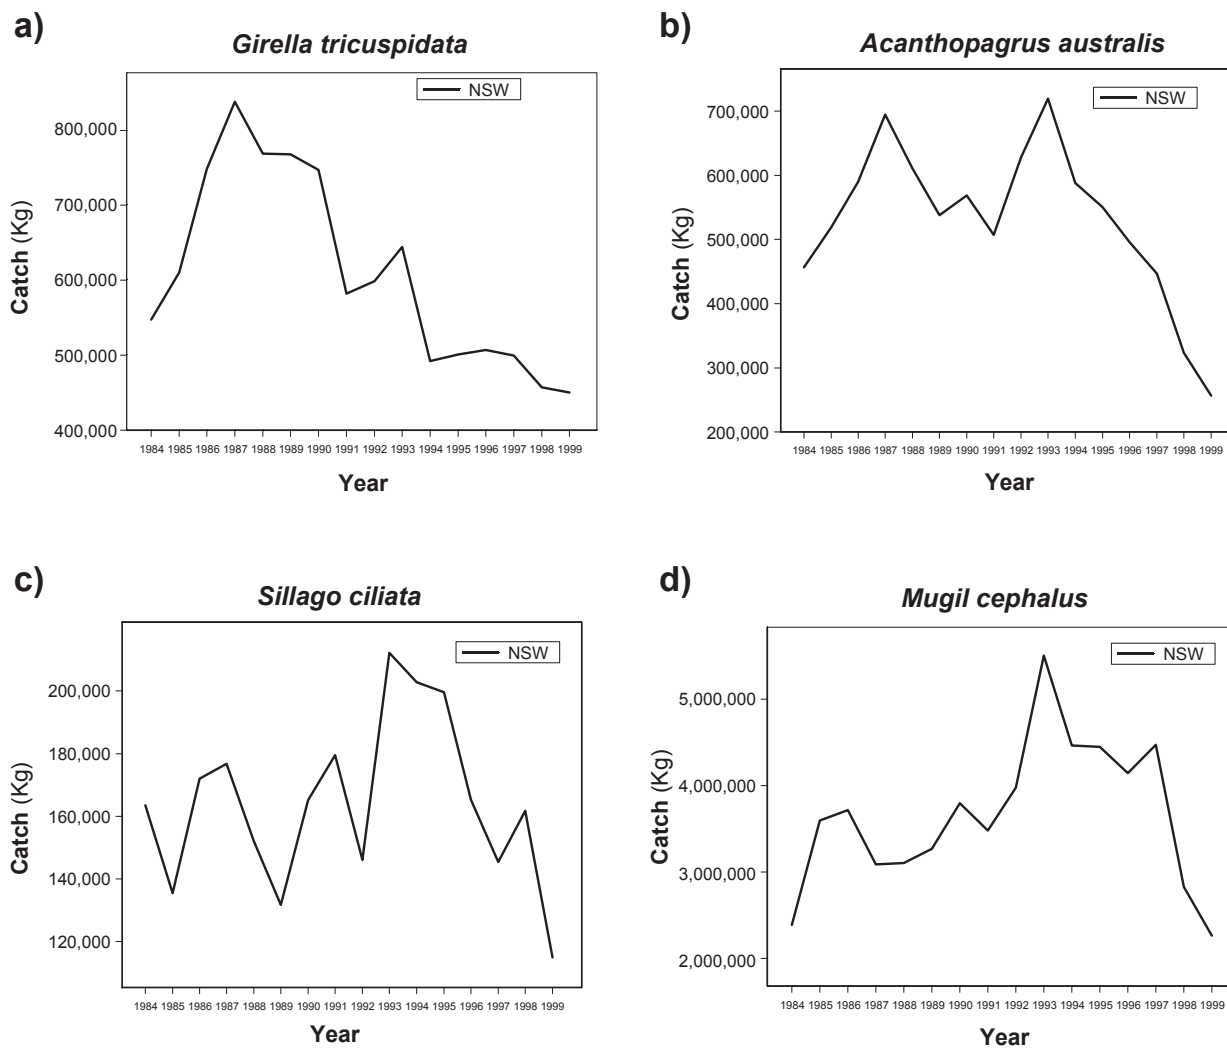 a)
Girella tricuspidata
NSW
800,000
700,000
600,000
500,000
400,000
Catch (Kg)
1984 1985 1986 1987 1988 1989 1990 1991 1992 1993 1994 1995 1996 1997 1998 1999
Year
b)
Acanthopagrus australis
NSW
700,000
600,000
500,000
400,000
300,000
200,000
Catch (Kg)
1984 1985 1986 1987 1988 1989 1990 1991 1992 1993 1994 1995 1996 1997 1998 1999
Year
c)
Sillago ciliata
NSW
200,000
180,000
160,000
140,000
120,000
Catch (Kg)
1984 1985 1986 1987 1988 1989 1990 1991 1992 1993 1994 1995 1996 1997 1998 1999
Year
d)
Mugil cephalus
NSW
5,000,000
4,000,000
3,000,000
2,000,000
Catch (Kg)
1984 1985 1986 1987 1988 1989 1990 1991 1992 1993 1994 1995 1996 1997 1998 1999
Year